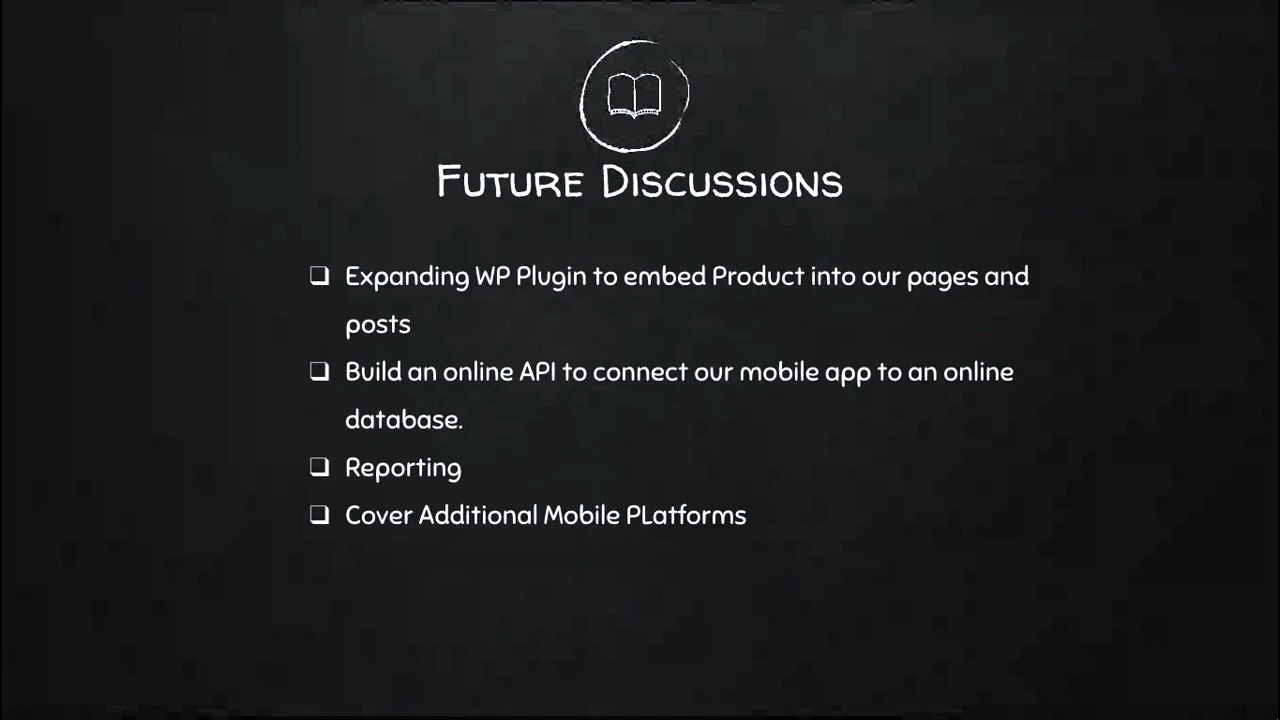 Future Discussions
❑ Expanding WP Plugin to embed Product into our pages and
posts
❑ Build an online API to connect our mobile app to an online
database.
❑ Reporting
❑ Cover Additional Mobile PLatforms